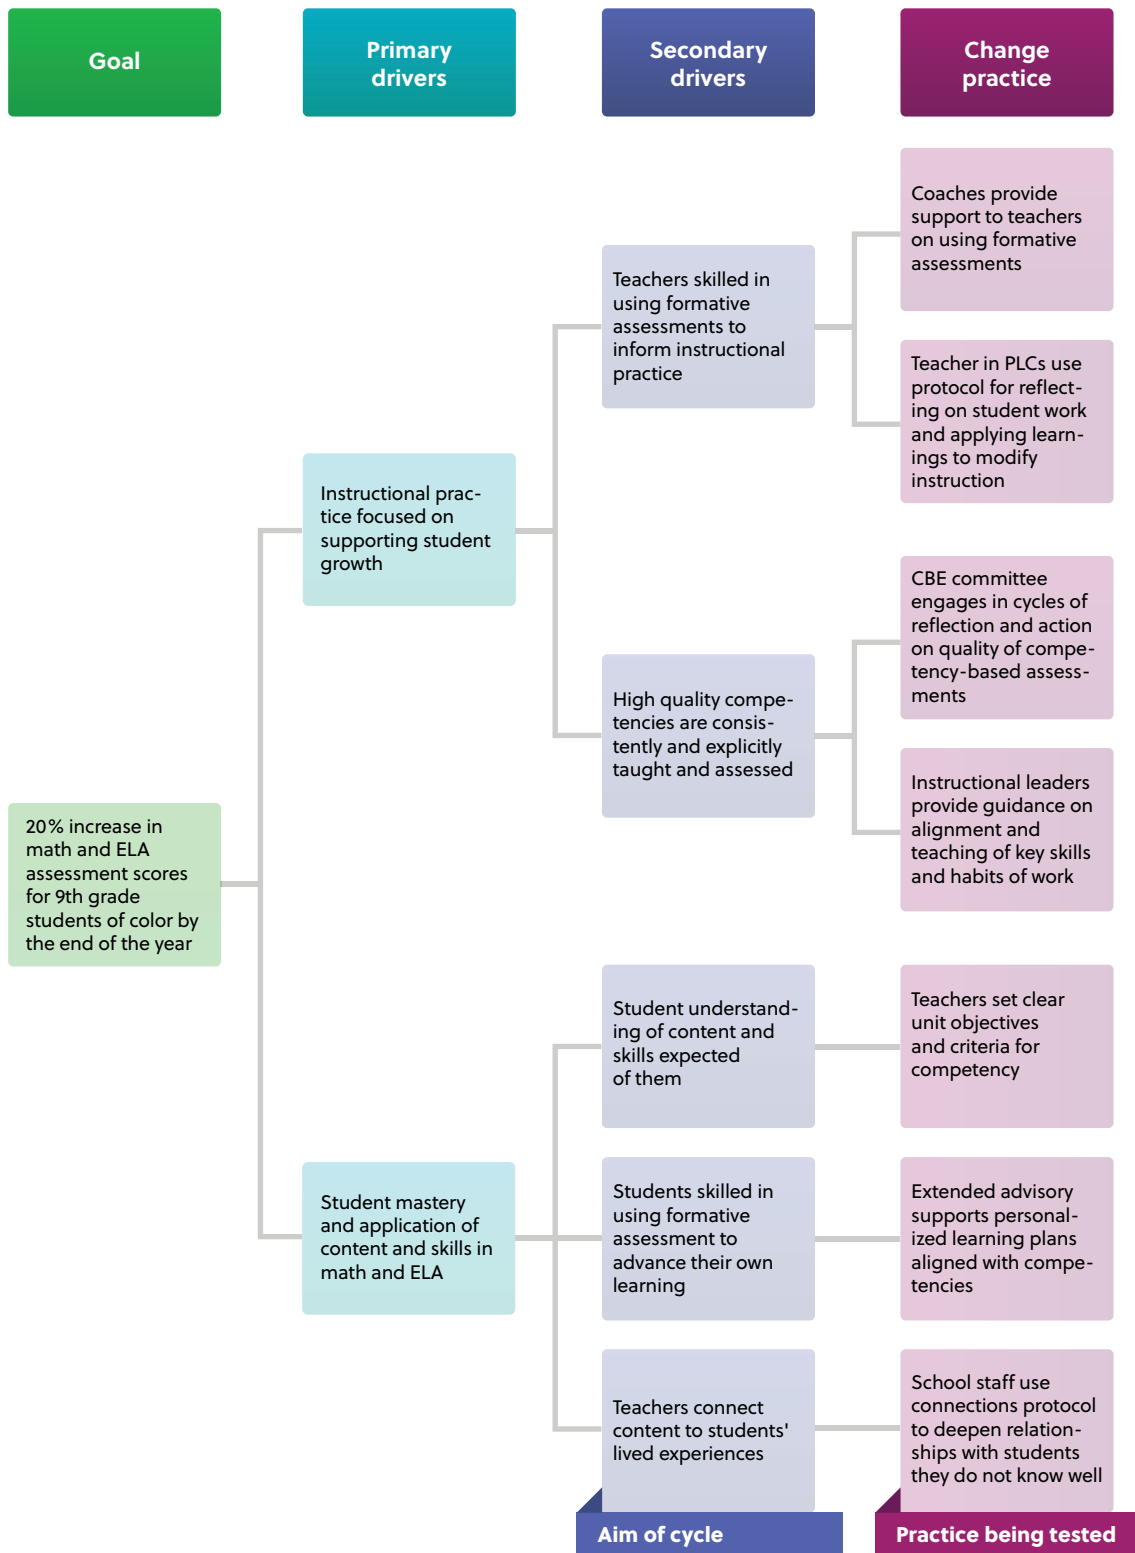 Goal
Primary
drivers
Secondary
drivers
Change
practice
20% increase in
math and ELA
assessment scores
for 9th grade
students of color by
the end of the year
Instructional prac-
tice focused on
supporting student
growth
Student mastery
and application of
content and skills in
math and ELA
Teachers skilled in
using formative
assessments to
inform instructional
practice
High quality compe-
tencies are consis-
tently and explicitly
taught and assessed
Student understand-
ing of content and
skills expected
of them
Students skilled in
using formative
assessment to
advance their own
learning
Teachers connect
content to students'
lived experiences
Aim of cycle
Coaches provide
support to teachers
on using formative
assessments
Teacher in PLCs use
protocol for reflect-
ing on student work
and applying learn-
ings to modify
instruction
CBE committee
engages in cycles of
reflection and action
on quality of compe-
tency-based assess-
ments
Instructional leaders
provide guidance on
alignment and
teaching of key skills
and habits of work
Teachers set clear
unit objectives
and criteria for
competency
Extended advisory
supports personal-
ized learning plans
aligned with compe-
tencies
School staff use
connections protocol
to deepen relation-
ships with students
they do not know well
Practice being tested